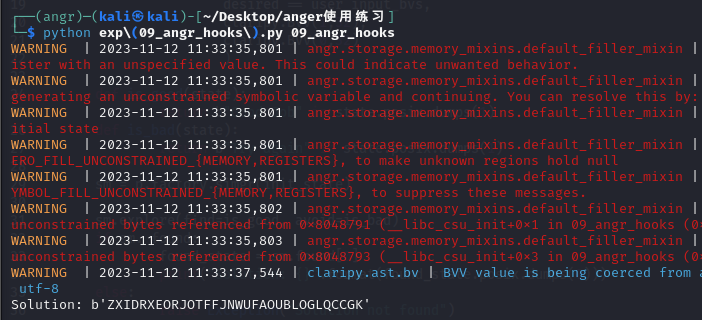 ┌──(angr)─(kali㉿kali)-[~/Desktop/anger使用练习]
└─$ python exp\(09_angr_hooks\).py 09_angr_hooks
WARNING | 2023-11-12 11:33:35,801 | angr.storage.memory_mixins.default_filler_mixin |
ister with an unspecified value. This could indicate unwanted behavior.
WARNING | 2023-11-12 11:33:35,801 | angr.storage.memory_mixins.default_filler_mixin |
generating an unconstrained symbolic variable and continuing. You can resolve this by:
WARNING | 2023-11-12 11:33:35,801 | angr.storage.memory_mixins.default_filler_mixin |
itial state
WARNING | 2023-11-12 11:33:35,801 | angr.storage.memory_mixins.default_filler_mixin |
ERO_FILL_UNCONSTRAINED_{MEMORY,REGISTERS}, to make unknown regions hold null
WARNING | 2023-11-12 11:33:35,801 | angr.storage.memory_mixins.default_filler_mixin |
YMBOL_FILL_UNCONSTRAINED_{MEMORY,REGISTERS}, to suppress these messages.
WARNING | 2023-11-12 11:33:35,802 | angr.storage.memory_mixins.default_filler_mixin |
unconstrained bytes referenced from 0x8048791 (__libc_csu_init+0x1 in 09_angr_hooks (0
WARNING | 2023-11-12 11:33:35,803 | angr.storage.memory_mixins.default_filler_mixin |
unconstrained bytes referenced from 0x8048793 (__libc_csu_init+0x3 in 09_angr_hooks (0
WARNING | 2023-11-12 11:33:37,544 | claripy.ast.bv | BVV value is being coerced from a
utf-8
Solution: b'ZXIDRXEORJOTFFJNWUFAOUBLOGLQCCGK'